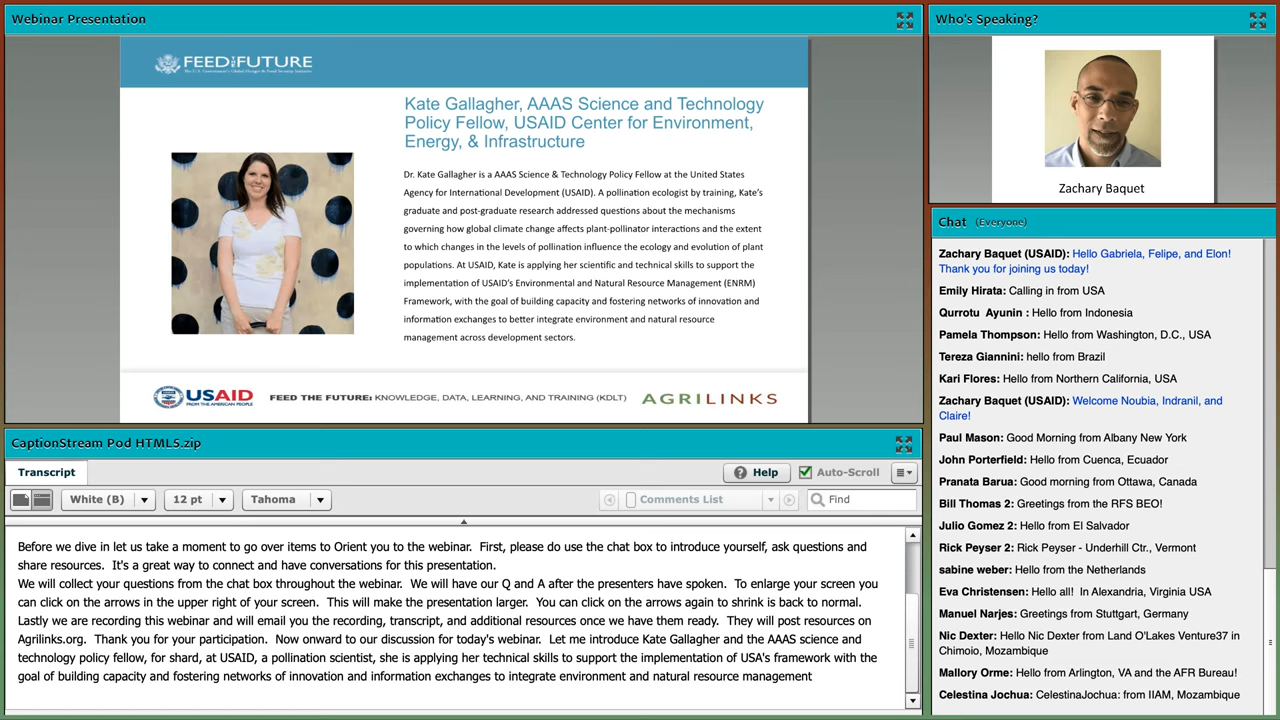 Webinar Presentation
FEED THE FUTURE
The U.S. Government's Global Hunger & Food Security Initiative
Kate Gallagher, AAAS Science and Technology
Policy Fellow, USAID Center for Environment,
Energy, & Infrastructure
Dr. Kate Gallagher is a AAAS Science & Technology Policy Fellow at the United States
Agency for International Development (USAID). A pollination ecologist by training, Kate's
graduate and post-graduate research addressed questions about the mechanisms
governing how global climate change affects plant-pollinator interactions and the extent
to which changes in the levels of pollination influence the ecology and evolution of plant
populations. At USAID, Kate is applying her scientific and technical skills to support the
implementation of USAID's Environmental and Natural Resource Management (ENRM)
Framework, with the goal of building capacity and fostering networks of innovation and
information exchanges to better integrate environment and natural resource
management across development sectors.
USAID
FROM THE AMERICAN PEOPLE
FEED THE FUTURE: KNOWLEDGE, DATA, LEARNING, AND TRAINING (KDLT)
AGRILINKS
CaptionStream Pod HTML5.zip
Transcript
Help
Auto-Scroll
White (B)
12 pt
Tahoma
Comments List
Find
Before we dive in let us take a moment to go over items to Orient you to the webinar. First, please do use the chat box to introduce yourself, ask questions and
share resources. It's a great way to connect and have conversations for this presentation.
We will collect your questions from the chat box throughout the webinar. We will have our Q and A after the presenters have spoken. To enlarge your screen you
can click on the arrows in the upper right of your screen. This will make the presentation larger. You can click on the arrows again to shrink is back to normal.
Lastly we are recording this webinar and will email you the recording, transcript, and additional resources once we have them ready. They will post resources on
Agrilinks.org. Thank you for your participation. Now onward to our discussion for today's webinar. Let me introduce Kate Gallagher and the AAAS science and
technology policy fellow, for shard, at USAID, a pollination scientist, she is applying her technical skills to support the implementation of USA's framework with the
goal of building capacity and fostering networks of innovation and information exchanges to integrate environment and natural resource management
Who's Speaking?
Zachary Baquet
Chat (Everyone)
Zachary Baquet (USAID): Hello Gabriela, Felipe, and Elon!
Thank you for joining us today!
Emily Hirata: Calling in from USA
Qurrotu Ayunin : Hello from Indonesia
Pamela Thompson: Hello from Washington, D.C., USA
Tereza Giannini: hello from Brazil
Kari Flores: Hello from Northern California, USA
Zachary Baquet (USAID): Welcome Noubia, Indranil, and
Claire!
Paul Mason: Good Morning from Albany New York
John Porterfield: Hello from Cuenca, Ecuador
Pranata Barua: Good morning from Ottawa, Canada
Bill Thomas 2: Greetings from the RFS BEO!
Julio Gomez 2: Hello from El Salvador
Rick Peyser 2: Rick Peyser - Underhill Ctr., Vermont
sabine weber: Hello from the Netherlands
Eva Christensen: Hello all! In Alexandria, Virginia USA
Manuel Narjes: Greetings from Stuttgart, Germany
Nic Dexter: Hello Nic Dexter from Land O'Lakes Venture37 in
Chimoio, Mozambique
Mallory Orme: Hello from Arlington, VA and the AFR Bureau!
Celestina Jochua: CelestinaJochua: from IIAM, Mozambique